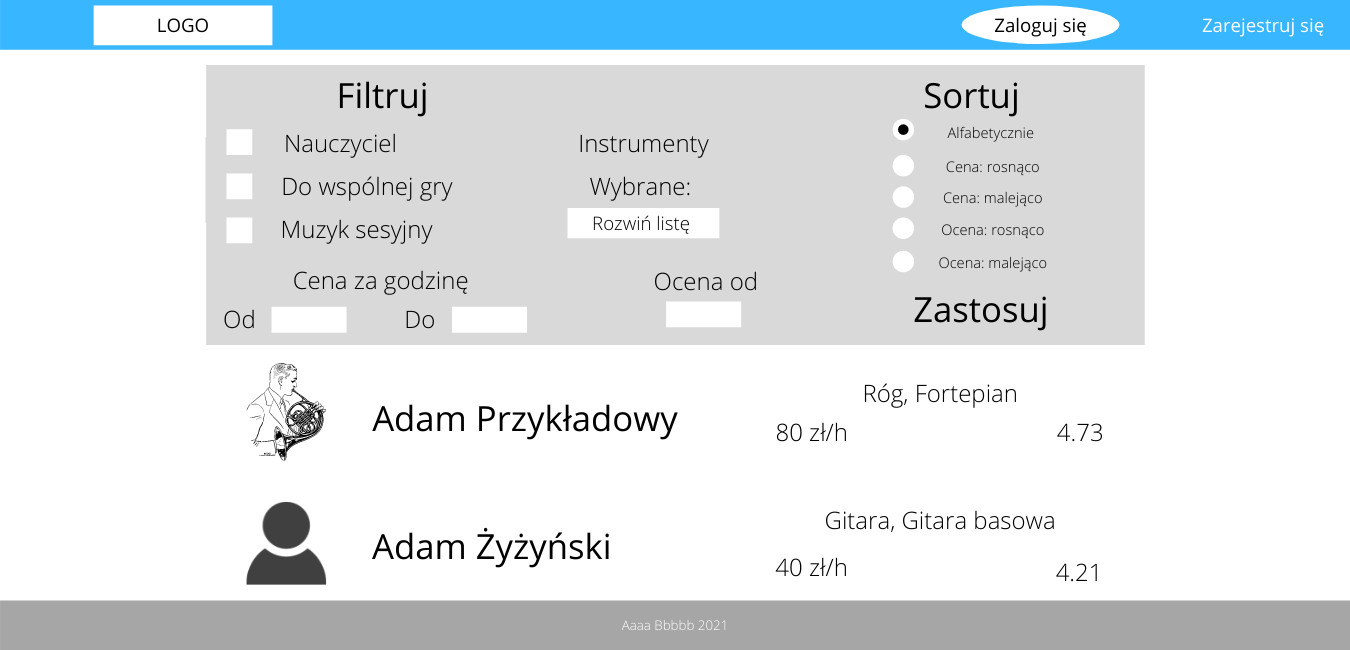 LOGO
Zaloguj się
Zarejestruj się
Filtruj
Nauczyciel
Do wspólnej gry
Muzyk sesyjny
Cena za godzinę
Od
Do
Instrumenty
Wybrane:
Rozwiń listę
Ocena od
Sortuj
Alfabetycznie
Cena: rosnąco
Cena: malejąco
Ocena: rosnąco
Ocena: malejąco
Zastosuj
Adam Przykładowy
Róg, Fortepian
80 zł/h
4.73
Adam Żyżyński
Gitara, Gitara basowa
40 zł/h
4.21
Aaaa Bbbbb 2021